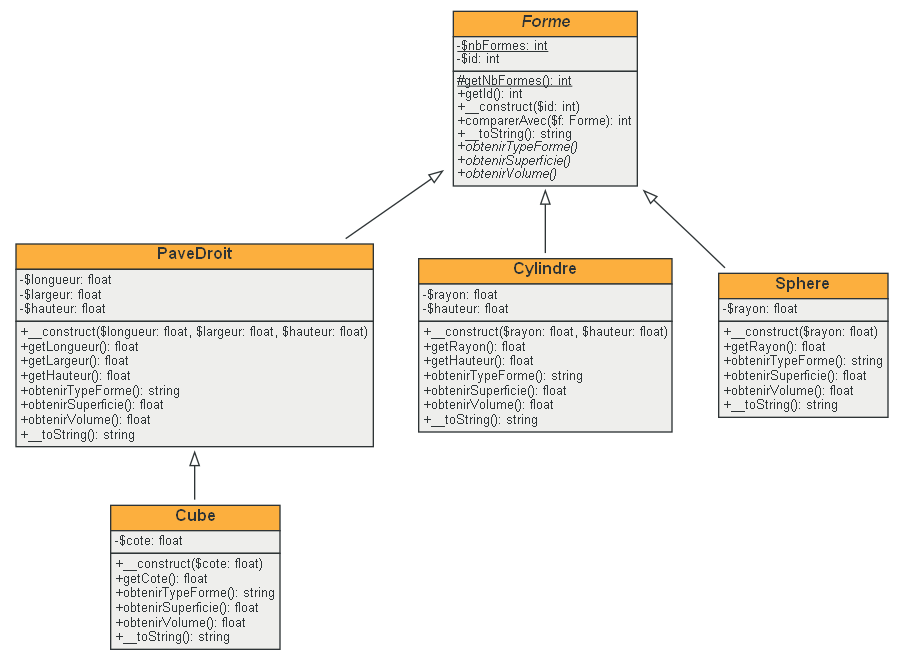 Forme
-$nbFormes: int
-$id: int
#getNbFormes(): int
+getId(): int
+__construct($id: int)
+comparerAvec($f: Forme): int
+__toString(): string
+obtenirTypeForme()
+obtenirSuperficie()
+obtenirVolume()
PaveDroit
-$longueur: float
-$largeur: float
-$hauteur: float
+__construct($longueur: float, $largeur: float, $hauteur: float)
+getLongueur(): float
+getLargeur(): float
+getHauteur(): float
+obtenirTypeForme(): string
+obtenirSuperficie(): float
+obtenirVolume(): float
+__toString(): string
Cylindre
-$rayon: float
-$hauteur: float
+__construct($rayon: float, $hauteur: float)
+getRayon(): float
+getHauteur(): float
+obtenirTypeForme(): string
+obtenirSuperficie(): float
+obtenirVolume(): float
+__toString(): string
Sphere
-$rayon: float
+__construct($rayon: float)
+getRayon(): float
+obtenirTypeForme(): string
+obtenirSuperficie(): float
+obtenirVolume(): float
+__toString(): string
Cube
-$cote: float
+__construct($cote: float)
+getCote(): float
+obtenirTypeForme(): string
+obtenirSuperficie(): float
+obtenirVolume(): float
+__toString(): string